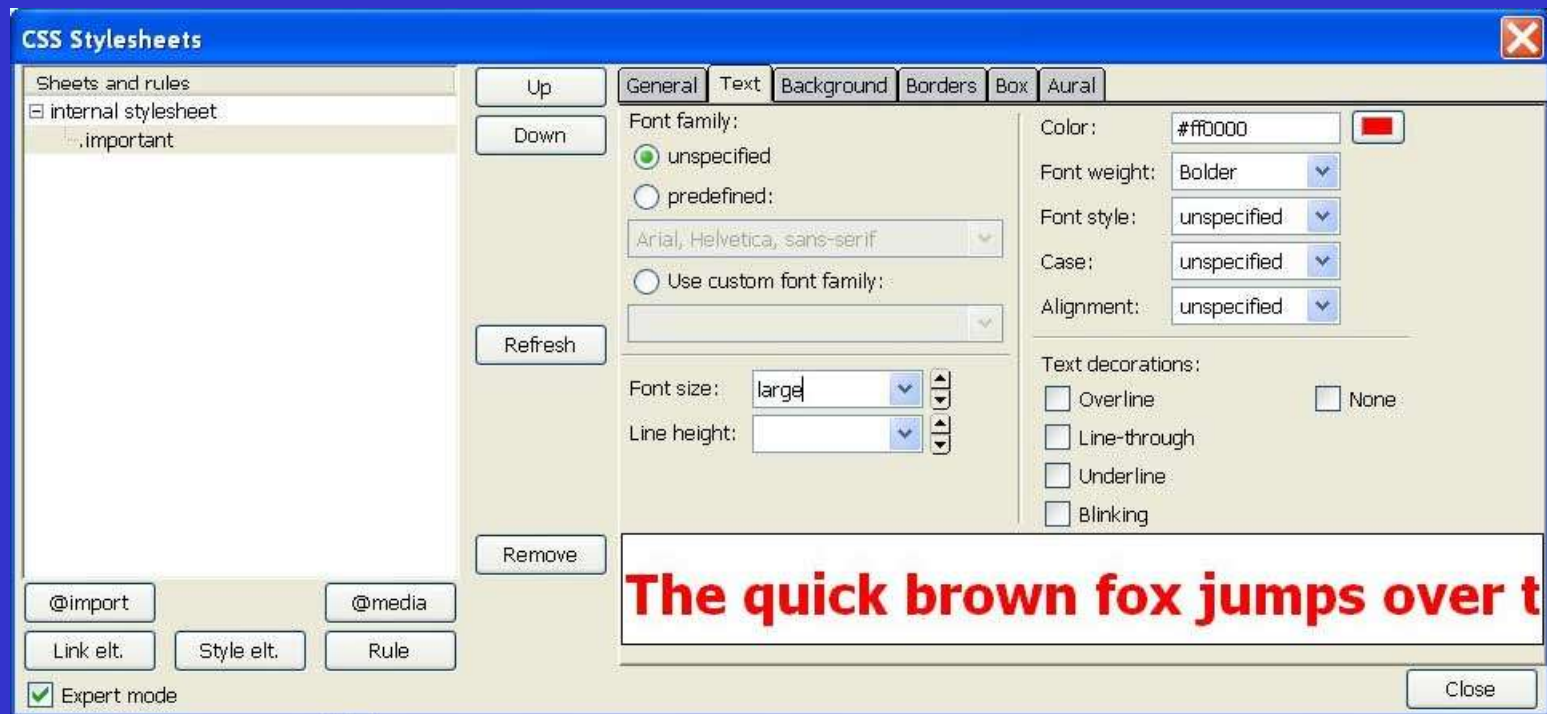 CSS Stylesheets
Sheets and rules
internal stylesheet
.important
Up
Down
Refresh
Remove
@import
@media
Link elt.
Style elt.
Rule
Expert mode
General Text Background Borders Box Aural
Font family:
unspecified
predefined:
Arial, Helvetica, sans-serif
Use custom font family:
Font size: large
Line height:
Color: #ff0000
Font weight: Bolder
Font style: unspecified
Case: unspecified
Alignment: unspecified
Text decorations:
Overline None
Line-through
Underline
Blinking
The quick brown fox jumps over t
Close